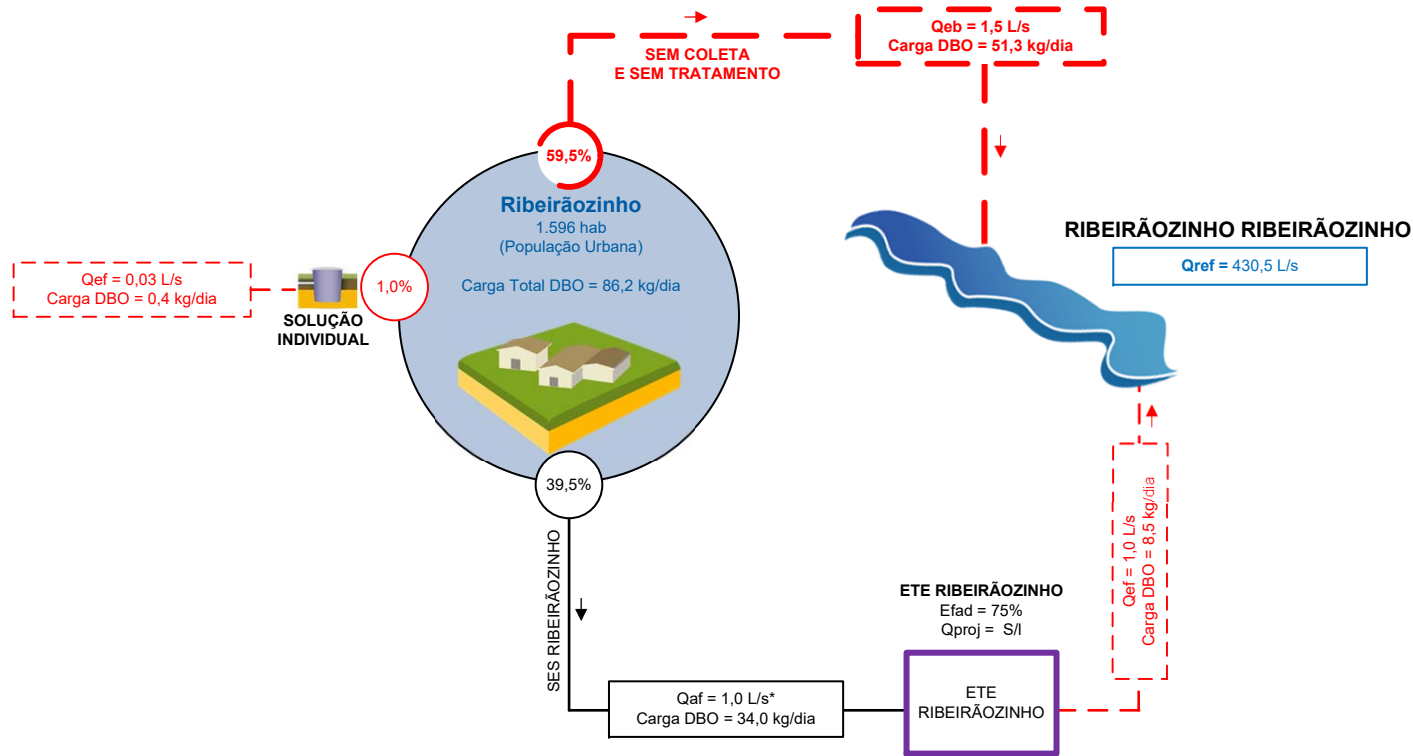 Qeb = 1,5 L/s
Carga DBO = 51,3 kg/dia
SEM COLETA
E SEM TRATAMENTO
59,5%
Ribeirãozinho
1.596 hab
(População Urbana)
Carga Total DBO = 86,2 kg/dia
RIBEIRÃOZINHO RIBEIRÃOZINHO
Qref = 430,5 L/s
Qef = 0,03 L/s
Carga DBO = 0,4 kg/dia
1,0%
SOLUÇÃO
INDIVIDUAL
39,5%
SES RIBEIRÃOZINHO
Qaf = 1,0 L/s*
Carga DBO = 34,0 kg/dia
ETE RIBEIRÃOZINHO
Efad = 75%
Qproj = S/I
ETE
RIBEIRÃOZINHO
Qef = 1,0 L/s
Carga DBO = 8,5 kg/dia